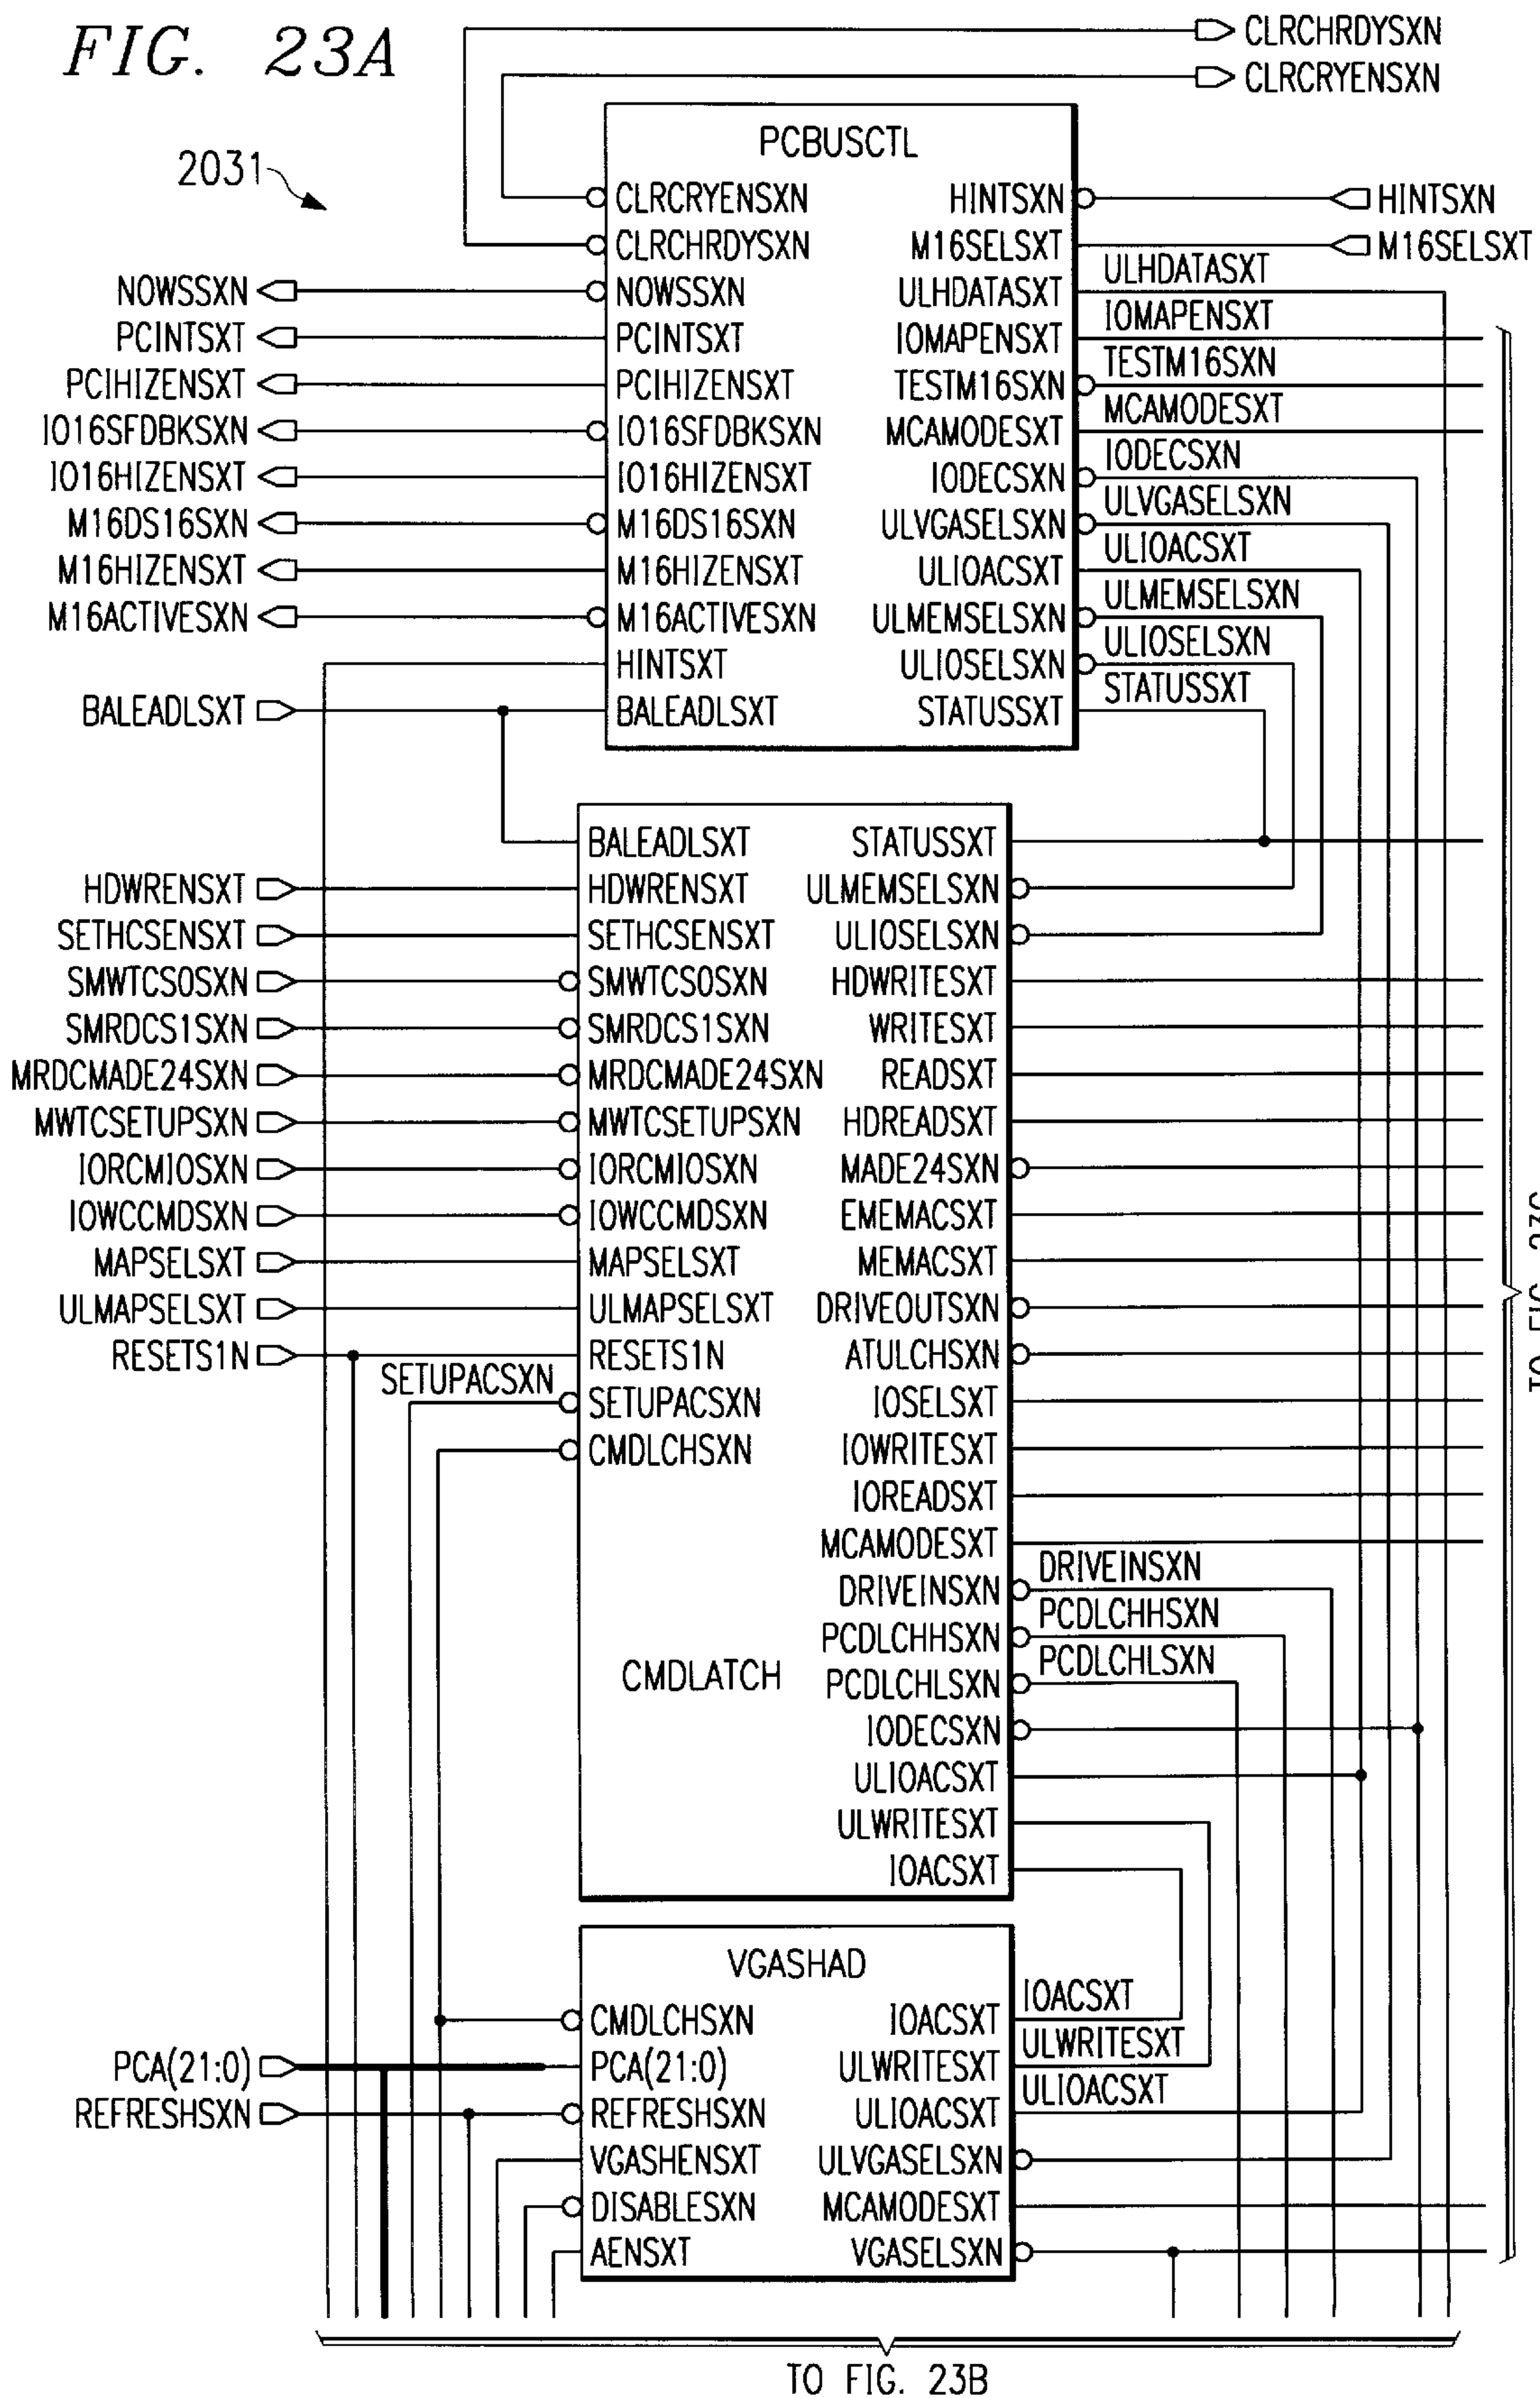 FIG. 23A
CLRCHRDYSXN
CLRCRYENSXN
2031
PCBUSCTL
CLRCRYENSXN HINTSXN HINTSXN
CLRCHRDYSXN M16SELSXT M16SELSXT
NOWSSXN NOWSSXN ULHDATASXT ULHDATASXT
PCINTSXT PCINTSXT IOMAPENSXT IOMAPENSXT
PCIHIZENSXT PCIHIZENSXT TESTM16SXN TESTM16SXN
IO16SFDBKSXN IO16SFDBKSXN MCAMODESXT MCAMODESXT
IO16HIZENSXT IO16HIZENSXT IODECSXN IODECSXN
M16DS16SXN M16DS16SXN ULVGASELSXN ULVGASELSXN
M16HIZENSXT M16HIZENSXT ULIOACSXT ULIOACSXT
M16ACTIVESXN M16ACTIVESXN ULMEMSELSXN ULMEMSELSXN
HINTSXT ULIOSELSXN ULIOSELSXN
BALEADLSXT BALEADLSXT STATUSSXT STATUSSXT
BALEADLSXT STATUSSXT
HDWRENSXT HDWRENSXT ULMEMSELSXN
SETHCSENSXT SETHCSENSXT ULIOSELSXN
SMWTCS0SXN SMWTCS0SXN HDWRITESXT
SMRDCS1SXN SMRDCS1SXN WRITESXT
MRDCMADE24SXN MRDCMADE24SXN READSXT
MWTCSETUPSXN MWTCSETUPSXN HDREADSXT
IORCMIOSXN IORCMIOSXN MADE24SXN
IOWCCMDSXN IOWCCMDSXN EMEMACSXT
MAPSELSXT MAPSELSXT MEMACSXT
ULMAPSELSXT ULMAPSELSXT DRIVEOUTSXN
RESETS1N RESETS1N ATULCHSXN
SETUPACSXN SETUPACSXN IOSELSXT
CMDLCHSXN IOWRITESXT
IOREADSXT
MCAMODESXT
DRIVEINSXN DRIVEINSXN
PCDLCHHSXN PCDLCHHSXN
CMDLATCH PCDLCHLSXN PCDLCHLSXN
IODECSXN
ULIOACSXT
ULWRITESXT
IOACSXT
VGASHAD
CMDLCHSXN IOACSXT IOACSXT
PCA(21:0) PCA(21:0) ULWRITESXT ULWRITESXT
REFRESHSXN REFRESHSXN ULIOACSXT ULIOACSXT
VGASHENSXT ULVGASELSXN
DISABLESXN MCAMODESXT
AENSXT VGASELSXN
TO FIG. 23B